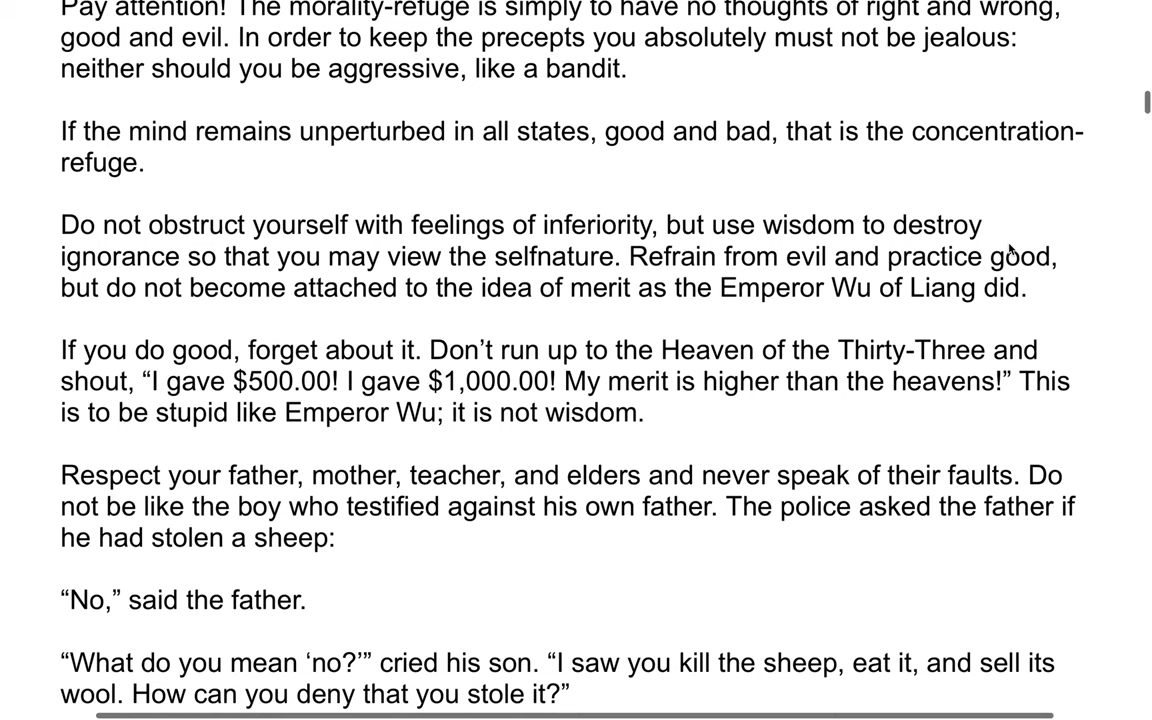 Pay attention! The morality-refuge is simply to have no thoughts of right and wrong,
good and evil. In order to keep the precepts you absolutely must not be jealous:
neither should you be aggressive, like a bandit.
If the mind remains unperturbed in all states, good and bad, that is the concentration-
refuge.
Do not obstruct yourself with feelings of inferiority, but use wisdom to destroy
ignorance so that you may view the selfnature. Refrain from evil and practice good,
but do not become attached to the idea of merit as the Emperor Wu of Liang did.
If you do good, forget about it. Don’t run up to the Heaven of the Thirty-Three and
shout, “I gave $500.00! I gave $1,000.00! My merit is higher than the heavens!” This
is to be stupid like Emperor Wu; it is not wisdom.
Respect your father, mother, teacher, and elders and never speak of their faults. Do
not be like the boy who testified against his own father. The police asked the father if
he had stolen a sheep:
“No,” said the father.
“What do you mean ‘no?’” cried his son. “I saw you kill the sheep, eat it, and sell its
wool. How can you deny that you stole it?”